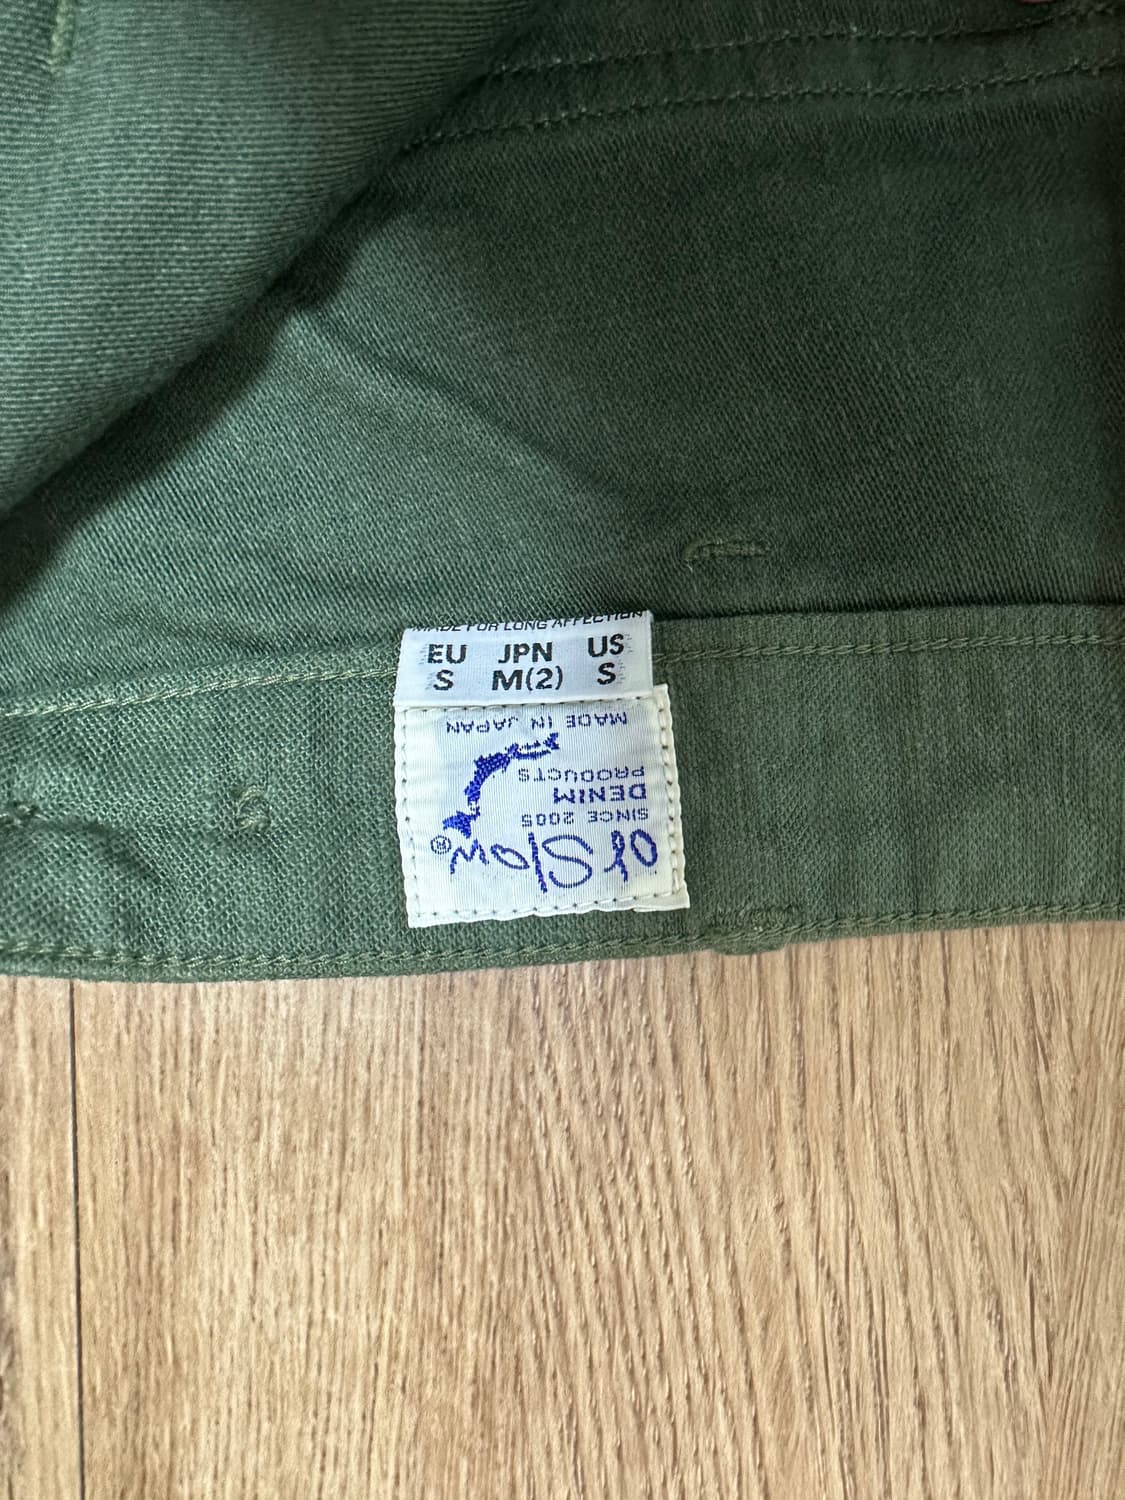 MADE FOR LONG AFFECTION
EU JPN US
S M(2) S
orSlow®
SINCE 2005
DENIM
PRODUCTS
MADE IN JAPAN